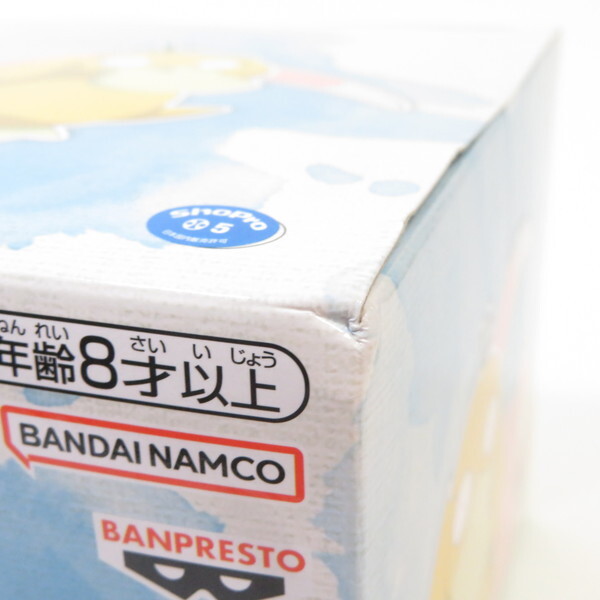 ShoPro
5
ねん れい さい い じょう
年齢8才以上
BANDAI NAMCO
BANPRESTO